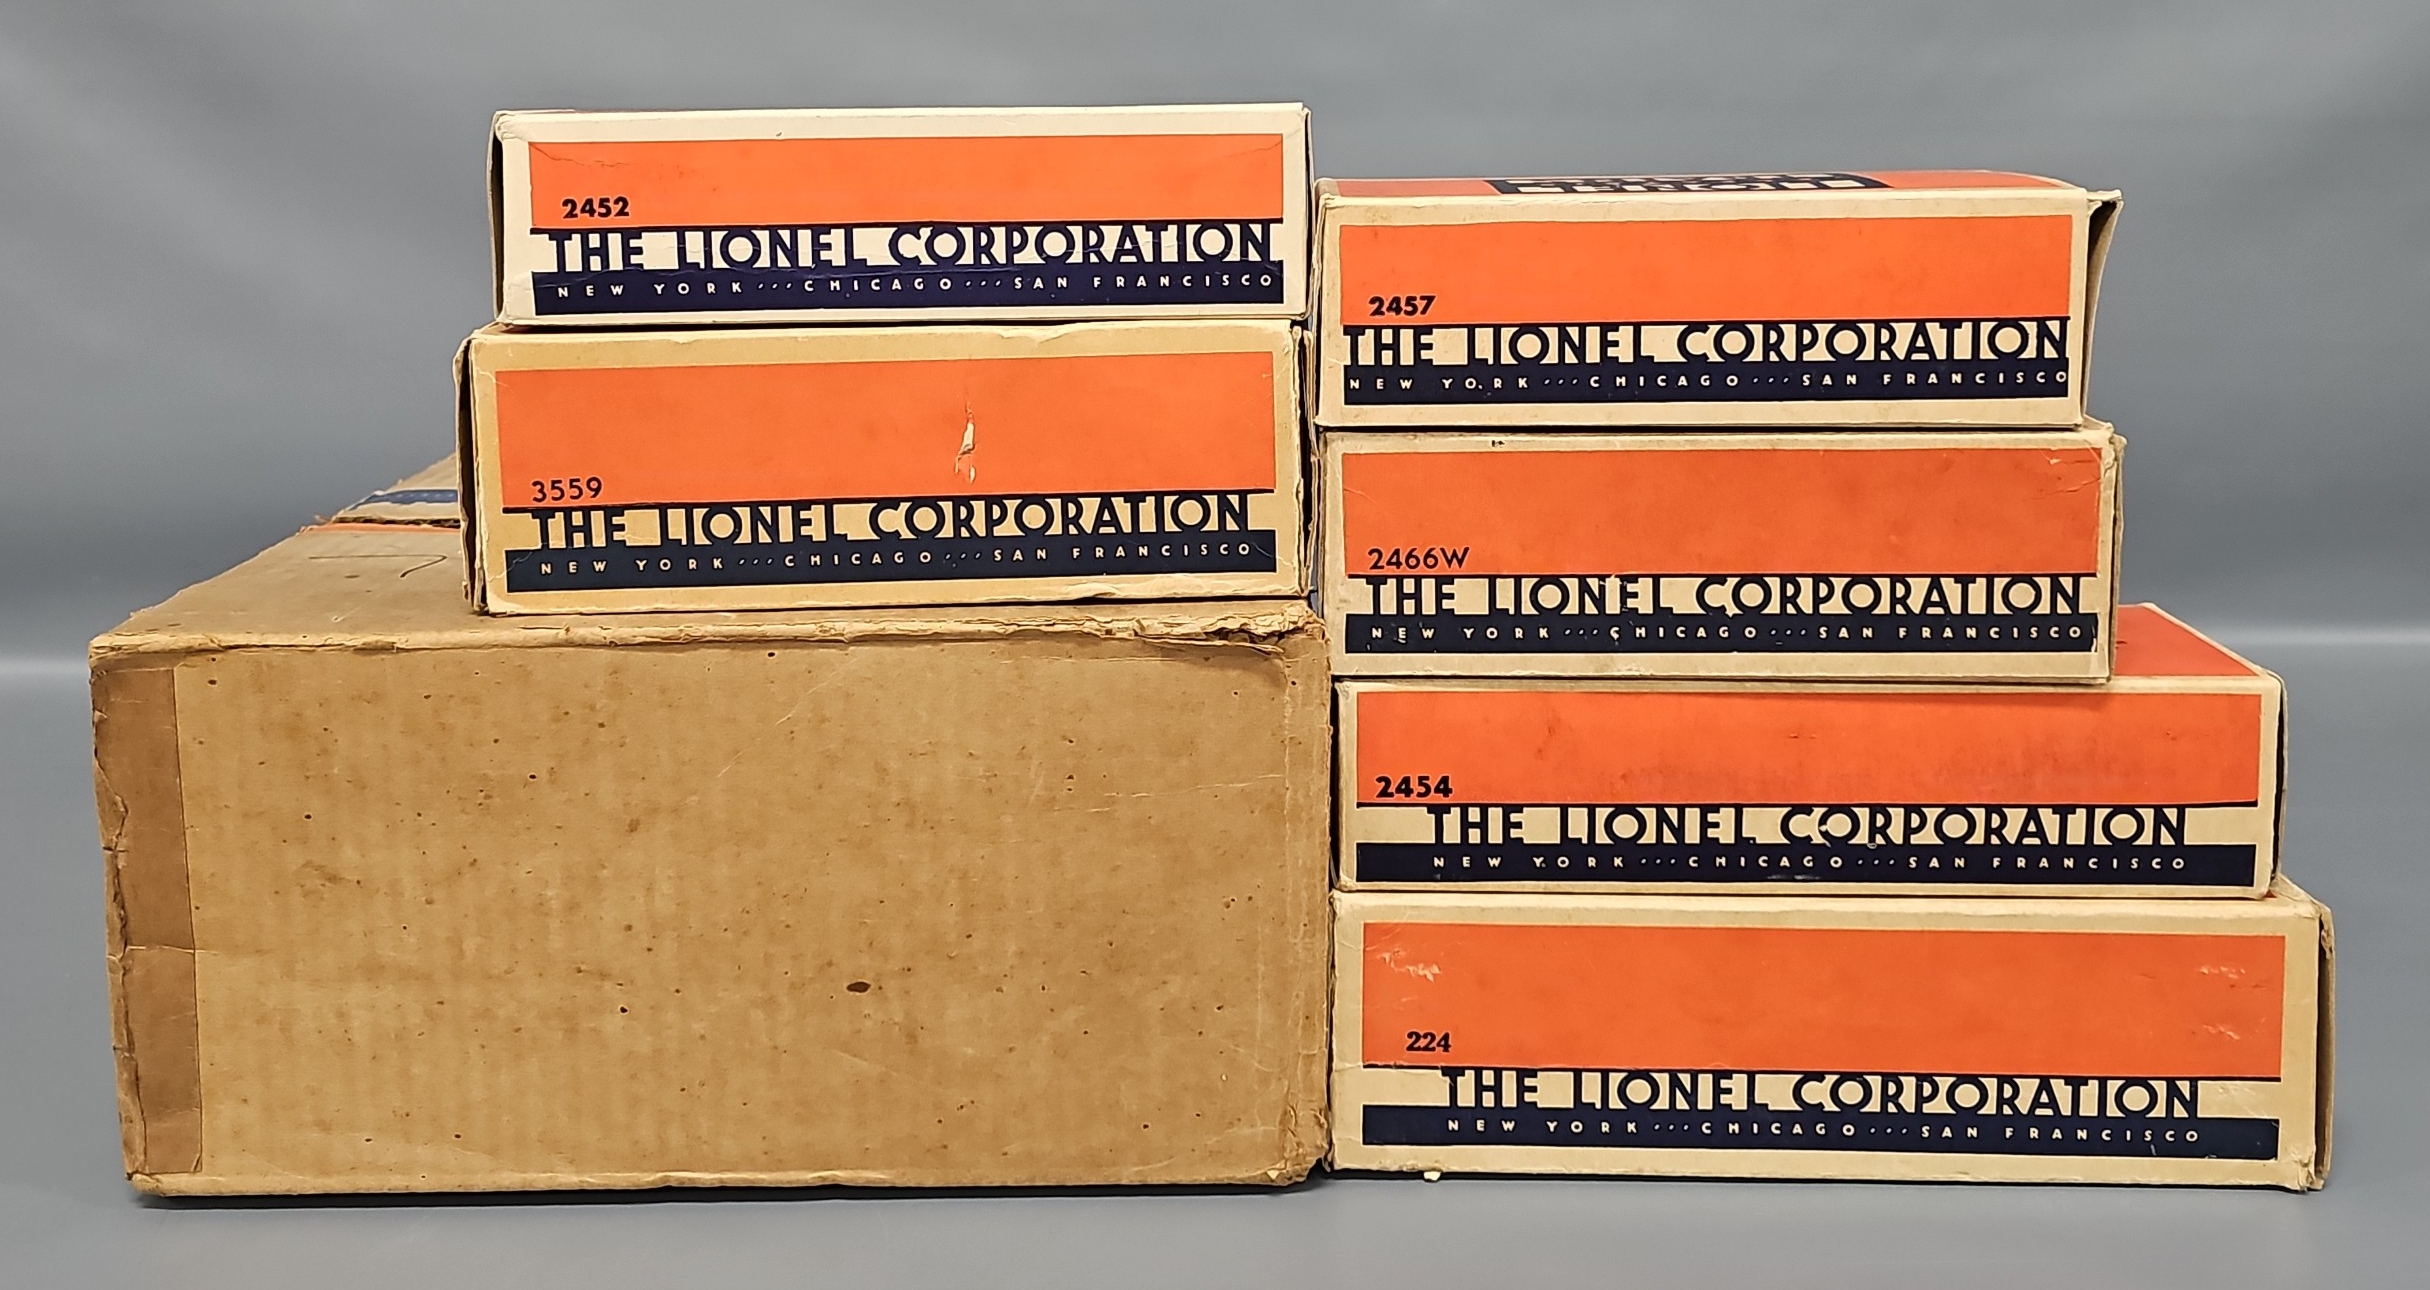 2452
THE LIONEL CORPORATION
NEW YORK ··· CHICAGO ··· SAN FRANCISCO
3559
THE LIONEL CORPORATION
NEW YORK ··· CHICAGO ··· SAN FRANCISCO
2457
THE LIONEL CORPORATION
NEW YORK ··· CHICAGO ··· SAN FRANCISCO
2466W
THE LIONEL CORPORATION
NEW YORK ··· CHICAGO ··· SAN FRANCISCO
2454
THE LIONEL CORPORATION
NEW YORK ··· CHICAGO ··· SAN FRANCISCO
224
THE LIONEL CORPORATION
NEW YORK ··· CHICAGO ··· SAN FRANCISCO